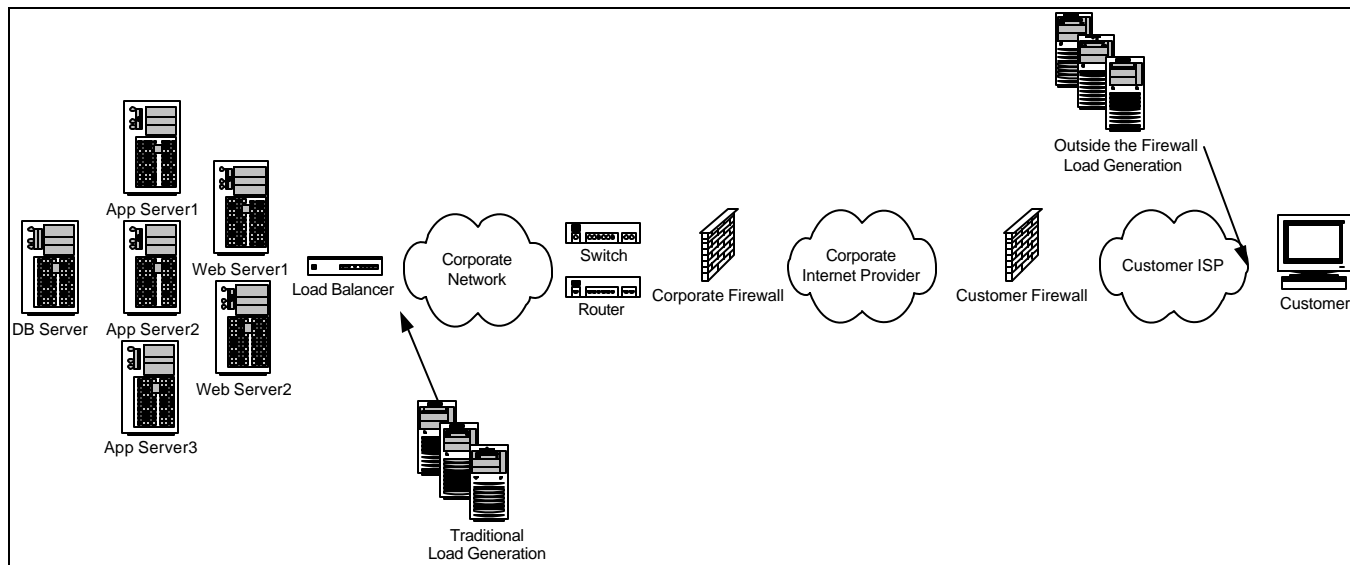 App Server1
Web Server1
DB Server
App Server2
Web Server2
App Server3
Load Balancer
Corporate
Network
Traditional
Load Generation
Switch
Router
Corporate Firewall
Corporate
Internet Provider
Customer Firewall
Outside the Firewall
Load Generation
Customer ISP
Customer